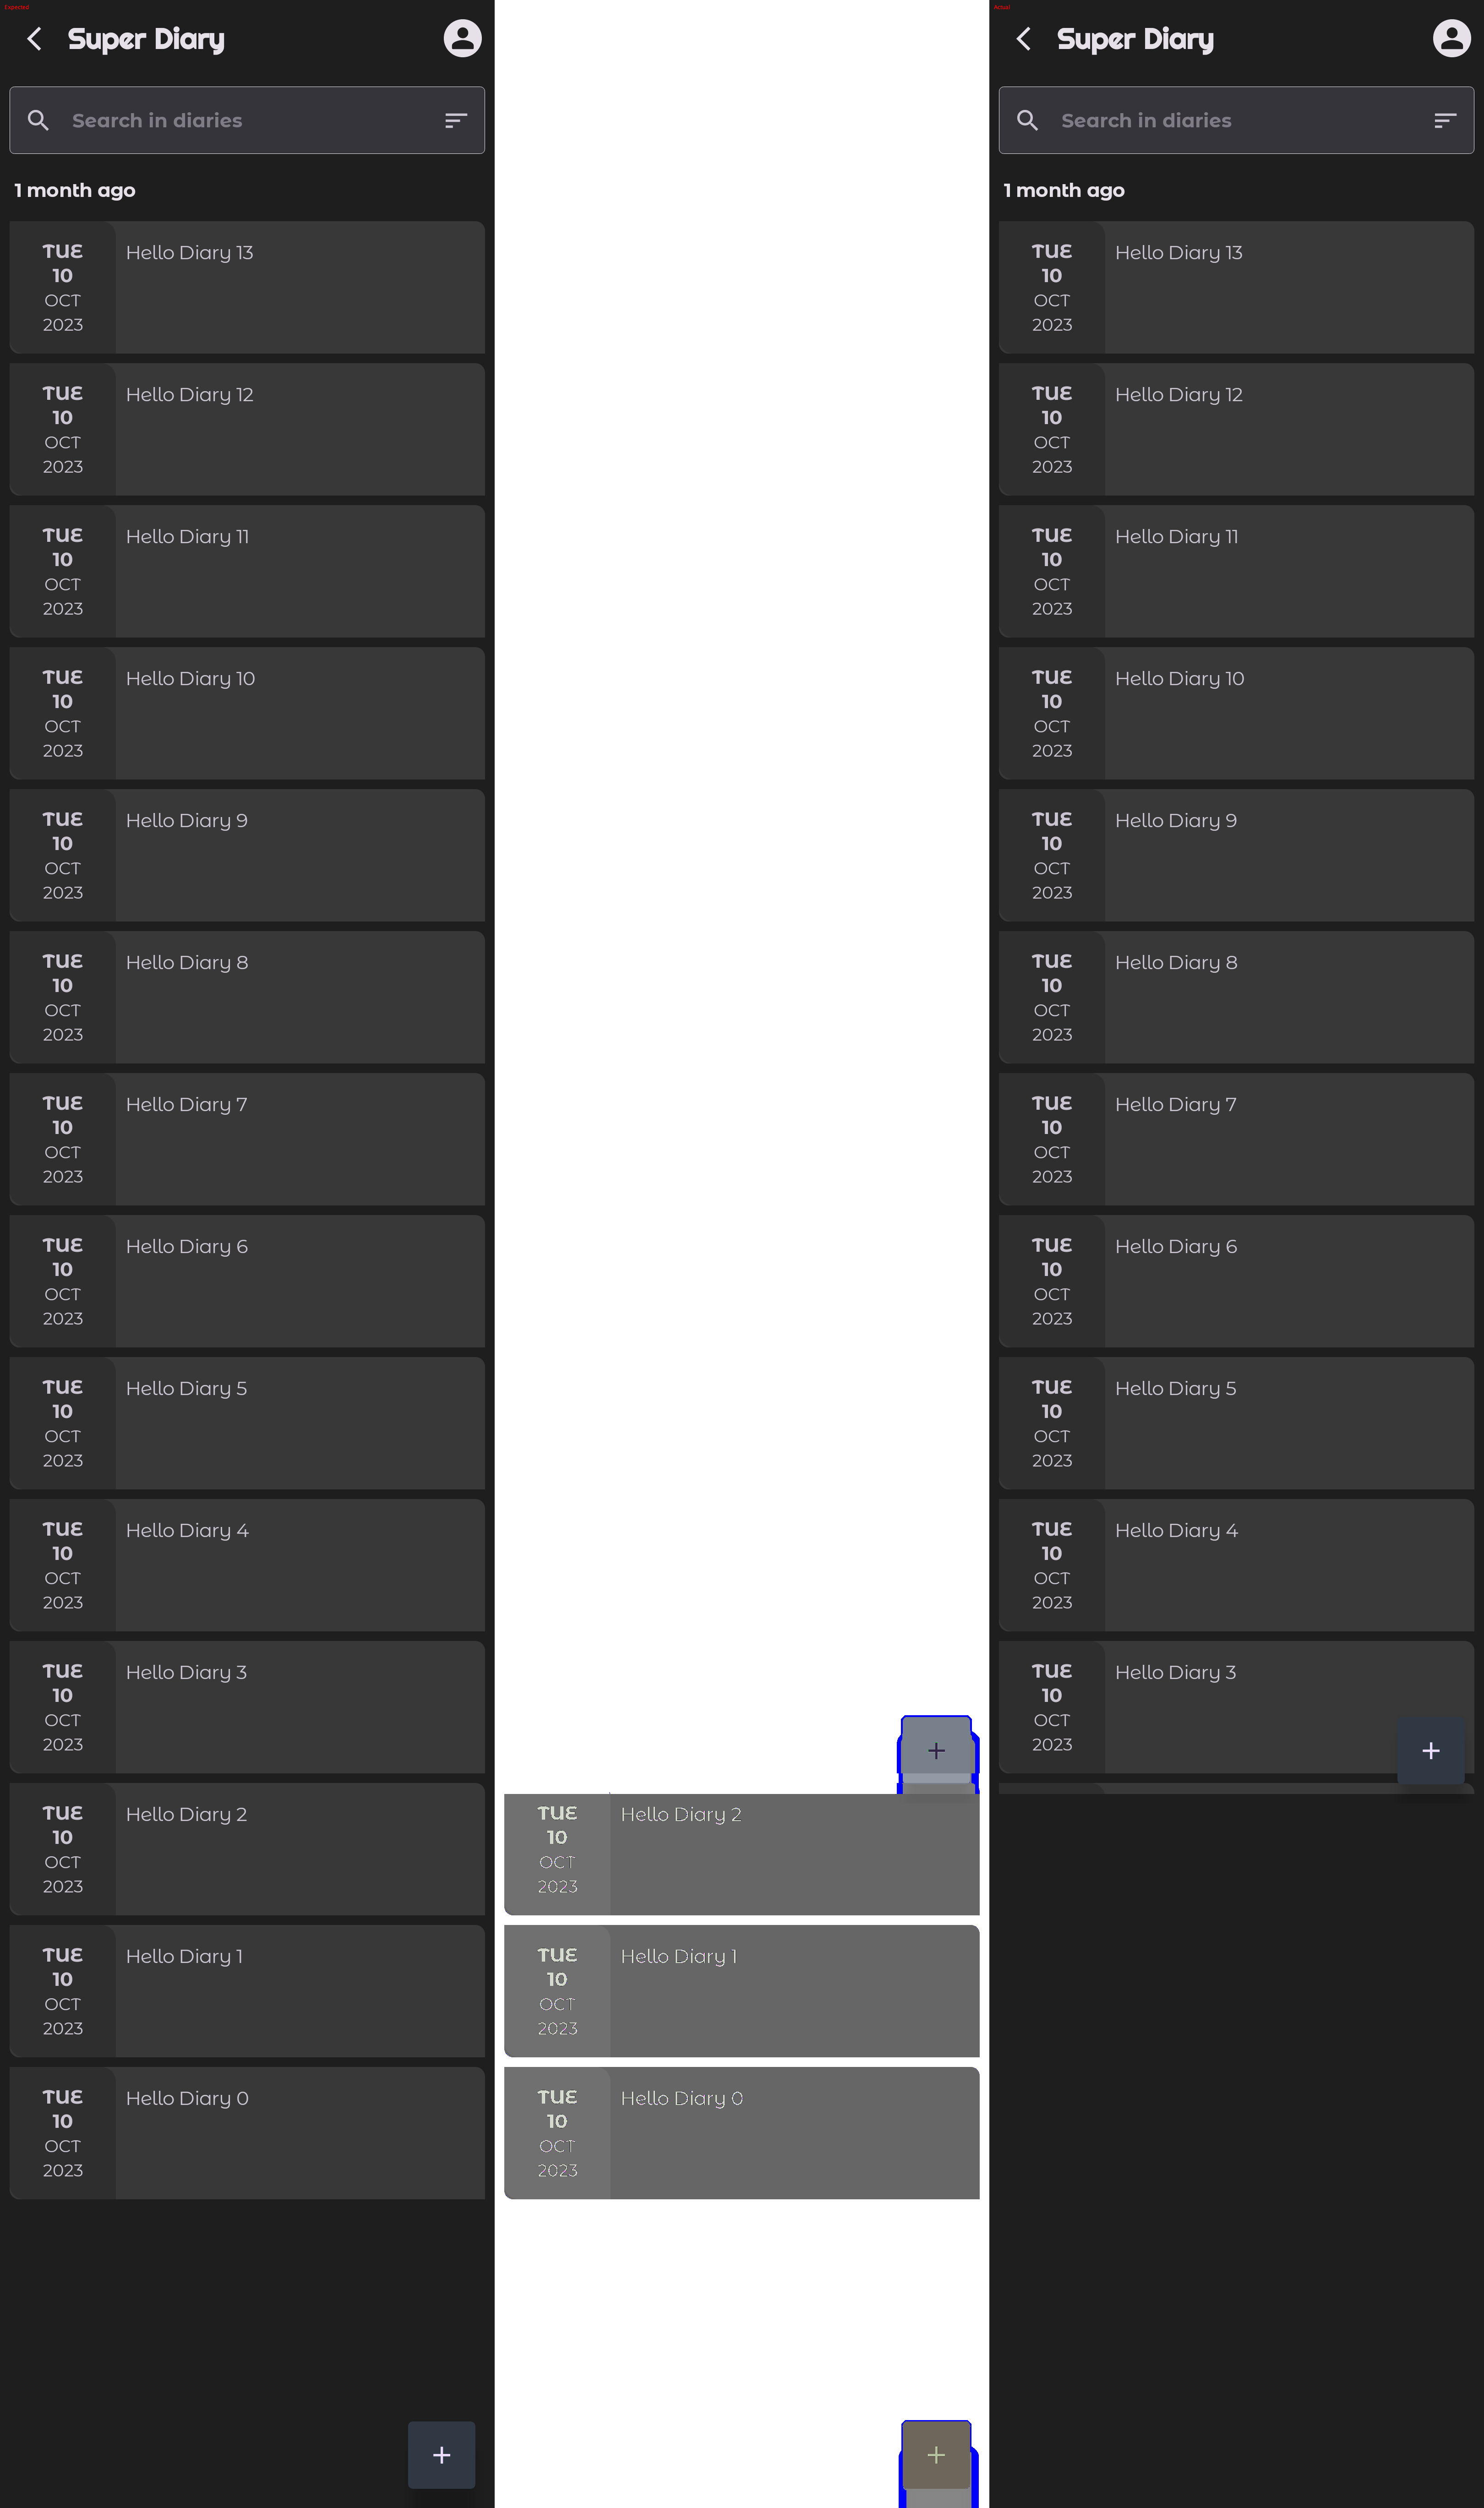 Expected
Super Diary
Search in diaries
1 month ago
TUE
10
OCT
2023
Hello Diary 13
TUE
10
OCT
2023
Hello Diary 12
TUE
10
OCT
2023
Hello Diary 11
TUE
10
OCT
2023
Hello Diary 10
TUE
10
OCT
2023
Hello Diary 9
TUE
10
OCT
2023
Hello Diary 8
TUE
10
OCT
2023
Hello Diary 7
TUE
10
OCT
2023
Hello Diary 6
TUE
10
OCT
2023
Hello Diary 5
TUE
10
OCT
2023
Hello Diary 4
TUE
10
OCT
2023
Hello Diary 3
TUE
10
OCT
2023
Hello Diary 2
TUE
10
OCT
2023
Hello Diary 1
TUE
10
OCT
2023
Hello Diary 0
TUE
10
OCT
2023
Hello Diary 2
TUE
10
OCT
2023
Hello Diary 1
TUE
10
OCT
2023
Hello Diary 0
Actual
Super Diary
Search in diaries
1 month ago
TUE
10
OCT
2023
Hello Diary 13
TUE
10
OCT
2023
Hello Diary 12
TUE
10
OCT
2023
Hello Diary 11
TUE
10
OCT
2023
Hello Diary 10
TUE
10
OCT
2023
Hello Diary 9
TUE
10
OCT
2023
Hello Diary 8
TUE
10
OCT
2023
Hello Diary 7
TUE
10
OCT
2023
Hello Diary 6
TUE
10
OCT
2023
Hello Diary 5
TUE
10
OCT
2023
Hello Diary 4
TUE
10
OCT
2023
Hello Diary 3